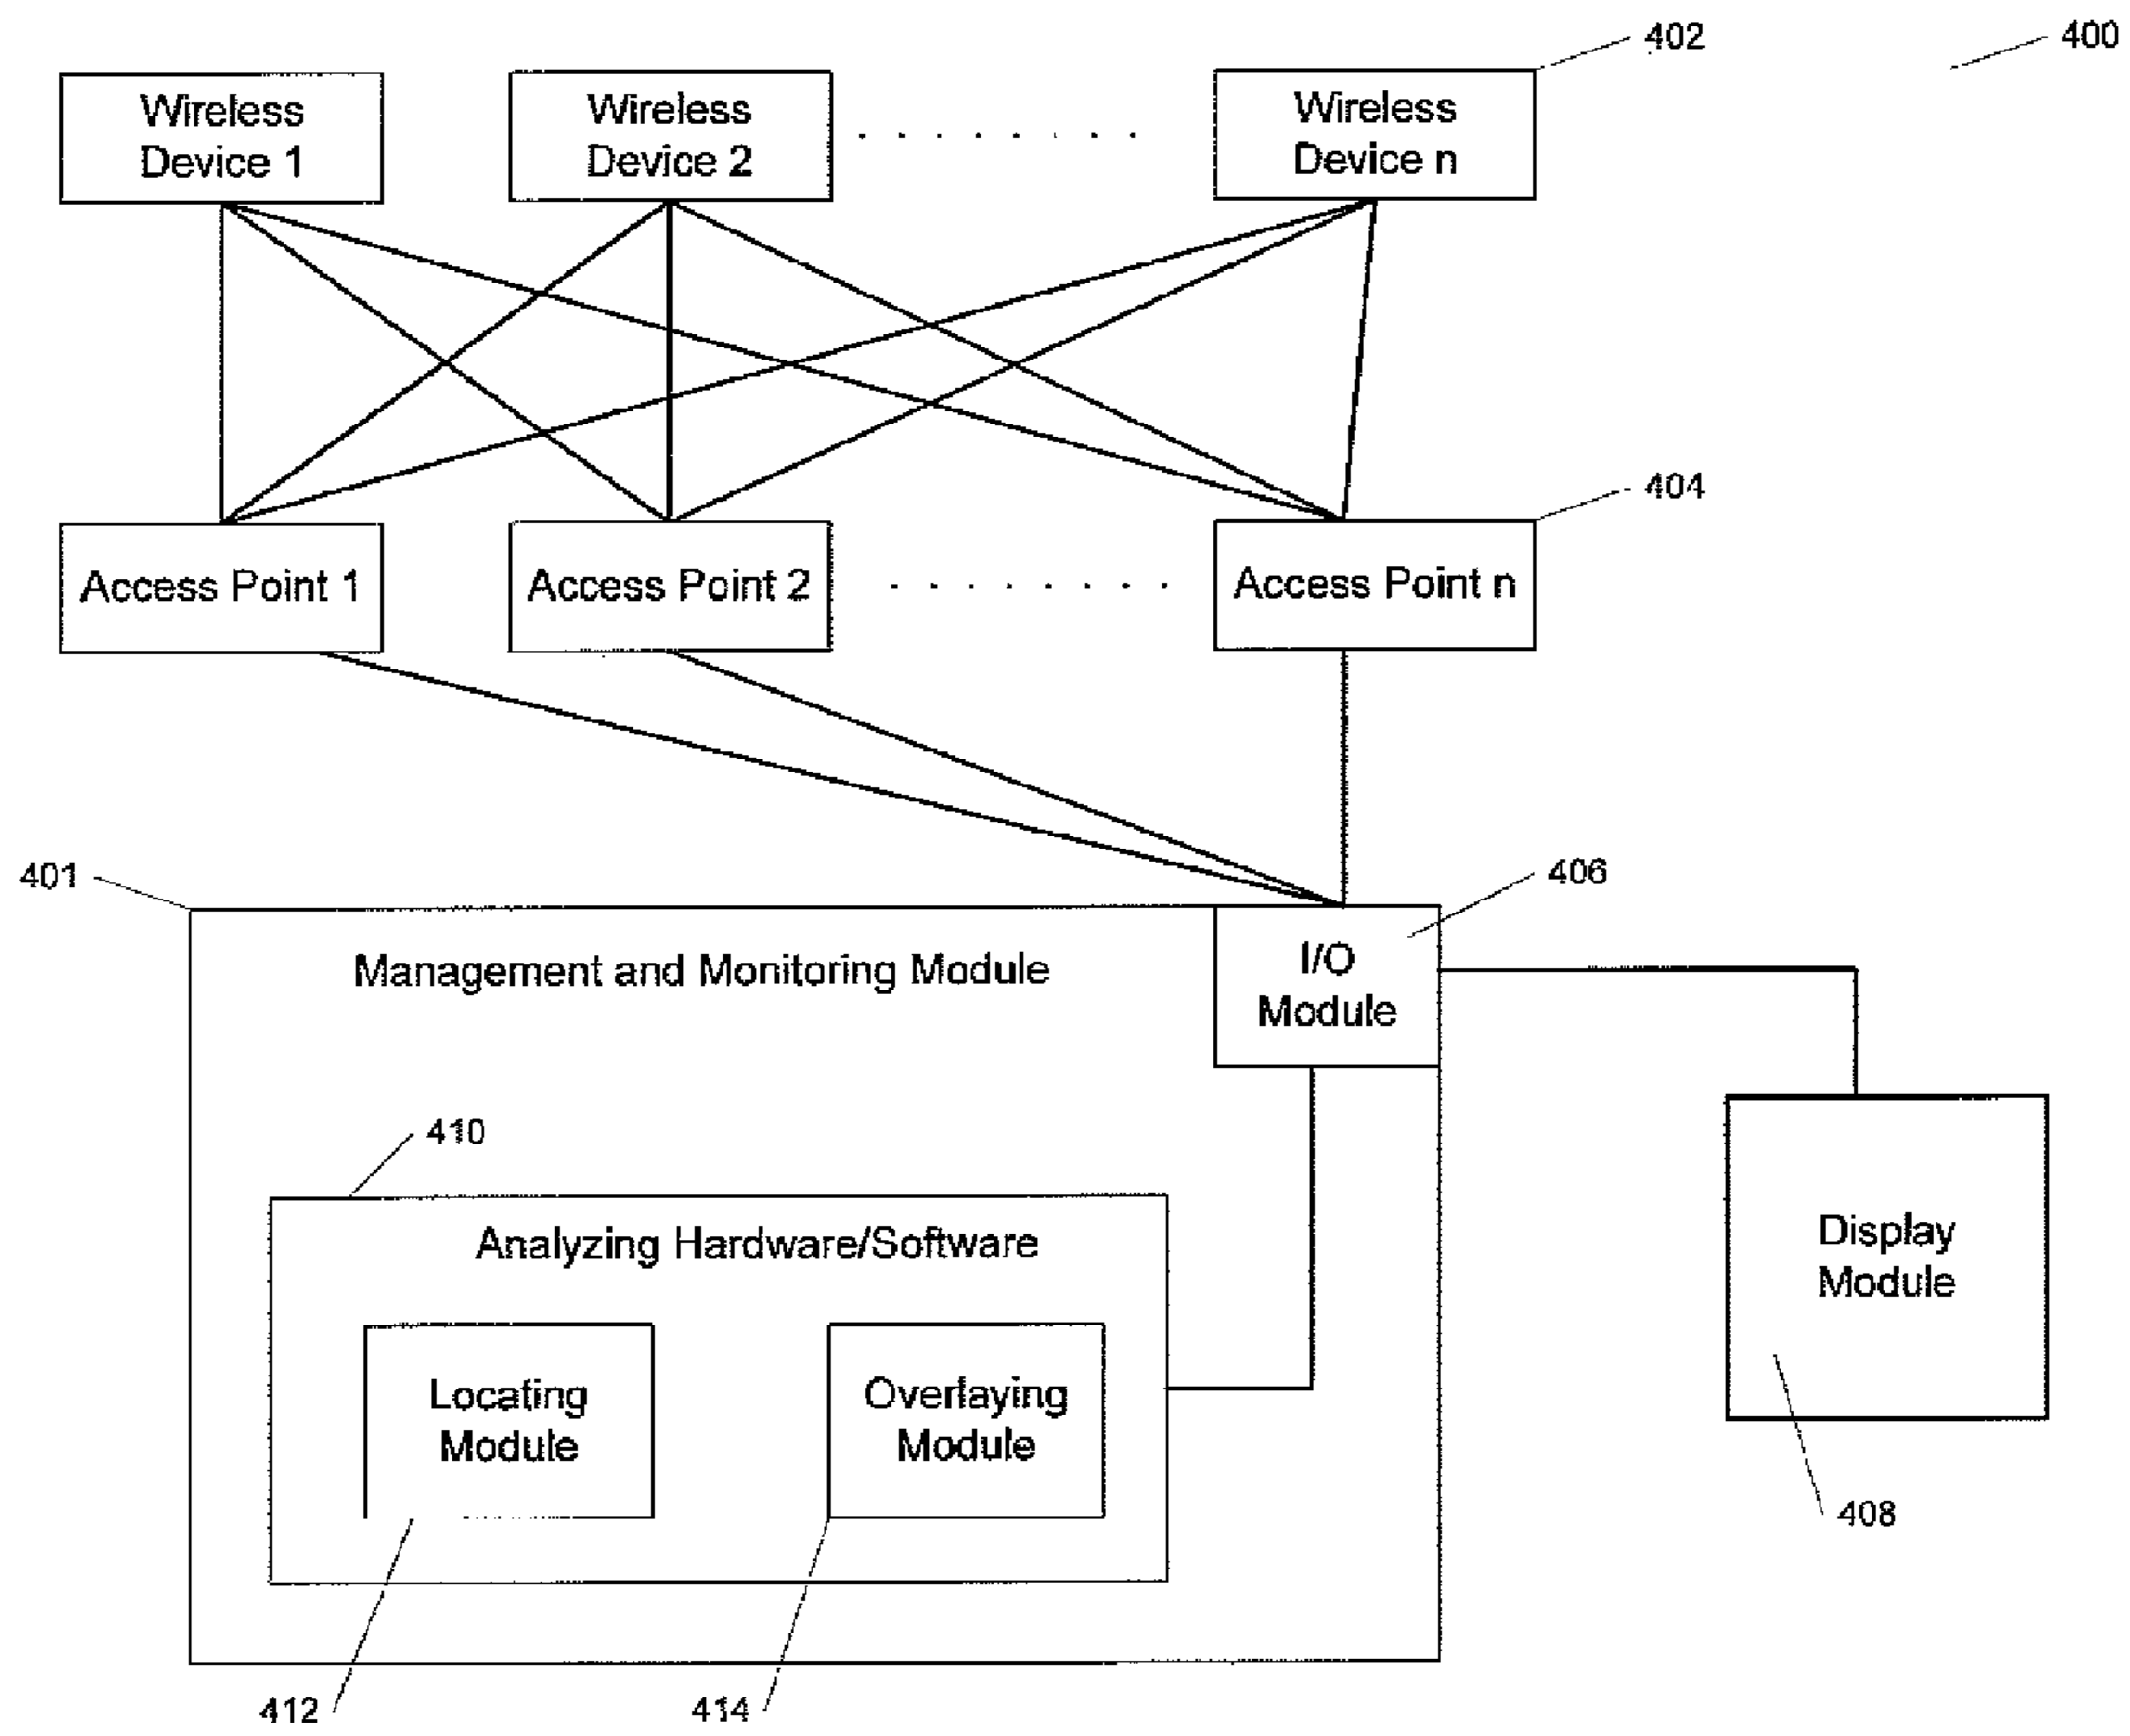 402
400
Wireless
Device 1
Wireless
Device 2
Wireless
Device n
404
Access Point 1
Access Point 2
Access Point n
401
406
Management and Monitoring Module
I/O
Module
410
Analyzing Hardware/Software
Locating
Module
Overlaying
Module
Display
Module
408
412
414